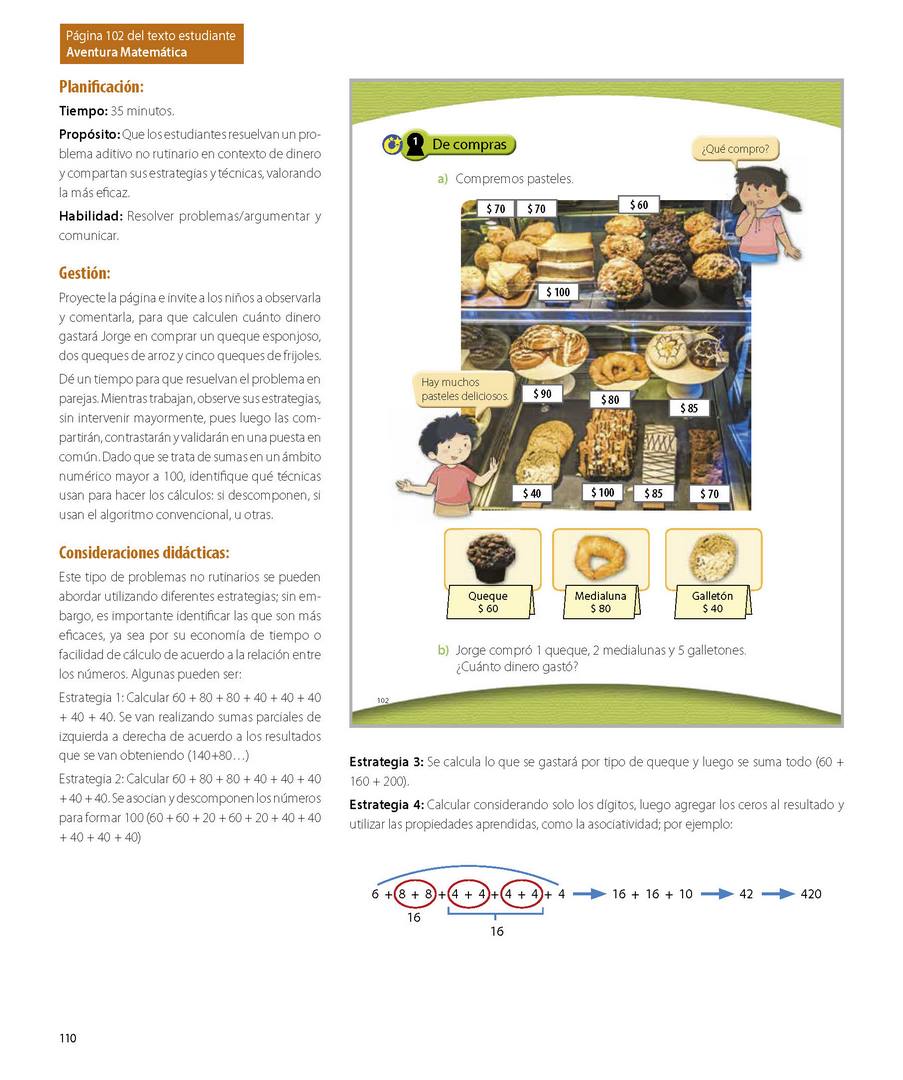 Página 102 del texto estudiante
Aventura Matemática
Planificación:
Tiempo: 35 minutos.
Propósito: Que los estudiantes resuelvan un pro-
blema aditivo no rutinario en contexto de dinero
y compartan sus estrategias y técnicas, valorando
la más eficaz.
Habilidad: Resolver problemas/argumentar y
comunicar.
Gestión:
Proyecte la página e invite a los niños a observarla
y comentarla, para que calculen cuánto dinero
gastará Jorge en comprar un queque esponjoso,
dos queques de arroz y cinco queques de frijoles.
Dé un tiempo para que resuelvan el problema en
parejas. Mientras trabajan, observe sus estrategias,
sin intervenir mayormente, pues luego las com-
partirán, contrastarán y validarán en una puesta en
común. Dado que se trata de sumas en un ámbito
numérico mayor a 100, identifique qué técnicas
usan para hacer los cálculos: si descomponen, si
usan el algoritmo convencional, u otras.
Consideraciones didácticas:
Este tipo de problemas no rutinarios se pueden
abordar utilizando diferentes estrategias; sin em-
bargo, es importante identificar las que son más
eficaces, ya sea por su economía de tiempo o
facilidad de cálculo de acuerdo a la relación entre
los números. Algunas pueden ser:
Estrategia 1: Calcular 60 + 80 + 80 + 40 + 40 + 40
+ 40 + 40. Se van realizando sumas parciales de
izquierda a derecha de acuerdo a los resultados
que se van obteniendo (140+80…)
Estrategia 2: Calcular 60 + 80 + 80 + 40 + 40 + 40
+ 40 + 40. Se asocian y descomponen los números
para formar 100 (60 + 60 + 20 + 60 + 20 + 40 + 40
+ 40 + 40 + 40)
1 De compras
¿Qué compro?
a) Compremos pasteles.
$ 70 $ 70 $ 60
$ 100
Hay muchos
pasteles deliciosos.
$ 90 $ 80 $ 85
$ 40 $ 100 $ 85 $ 70
Queque Medialuna Galletón
$ 60 $ 80 $ 40
b) Jorge compró 1 queque, 2 medialunas y 5 galletones.
¿Cuánto dinero gastó?
102
Estrategia 3: Se calcula lo que se gastará por tipo de queque y luego se suma todo (60 +
160 + 200).
Estrategia 4: Calcular considerando solo los dígitos, luego agregar los ceros al resultado y
utilizar las propiedades aprendidas, como la asociatividad; por ejemplo:
6 + 8 + 8 + 4 + 4 + 4 + 4 + 4 16 + 16 + 10 42 420
16
16
110